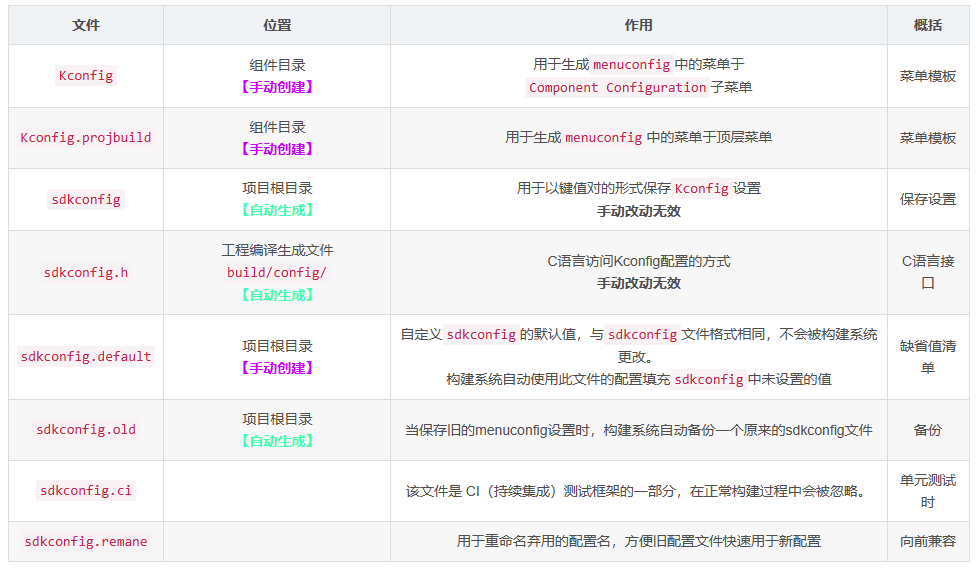 文件 位置 作用 概括
Kconfig
组件目录
【手动创建】
用于生成 menuconfig 中的菜单于
Component Configuration 子菜单
菜单模板
Kconfig.projbuild
组件目录
【手动创建】
用于生成 menuconfig 中的菜单于顶层菜单
菜单模板
sdkconfig
项目根目录
【自动生成】
用于以键值对的形式保存 Kconfig 设置
手动改动无效
保存设置
sdkconfig.h
工程编译生成文件
build/config/
【自动生成】
C语言访问Kconfig配置的方式
手动改动无效
C语言接
口
sdkconfig.default
项目根目录
【手动创建】
自定义 sdkconfig 的默认值，与 sdkconfig 文件格式相同，不会被构建系统
更改。
构建系统自动使用此文件的配置填充 sdkconfig 中未设置的值
缺省值清
单
sdkconfig.old
项目根目录
【自动生成】
当保存旧的menuconfig设置时，构建系统自动备份一个原来的sdkconfig文件
备份
sdkconfig.ci
该文件是 CI（持续集成）测试框架的一部分，在正常构建过程中会被忽略。
单元测试
时
sdkconfig.remane
用于重命名弃用的配置名，方便旧配置文件快速用于新配置
向前兼容